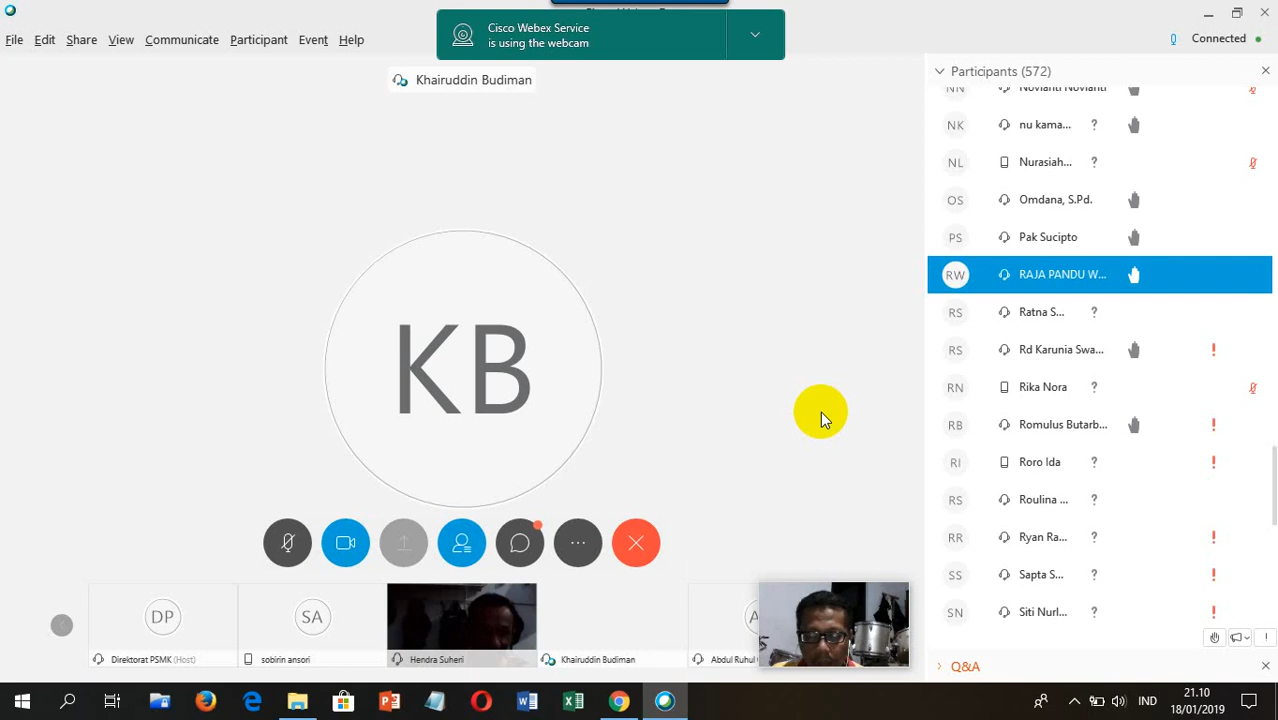 Cisco Webex Service
is using the webcam
File Edit Share View Communicate Participant Event Help
Connected
Khairuddin Budiman
Participants (572)
NN Novianti Novianti
NK nu kama... ?
NL Nurasiah... ?
OS Omdana, S.Pd.
PS Pak Sucipto
RW RAJA PANDU W...
RS Ratna S... ?
RS Rd Karunia Swa... !
RN Rika Nora ?
RB Romulus Butarb... !
RI Roro Ida !
RS Roulina ... ?
RR Ryan Ra... ? !
SS Sapta S... ? !
SN Siti Nurl... ? !
KB
DP
Direktorat PSMK (Host)
SA
sobirin ansori
Hendra Suheri
Khairuddin Budiman
Abdul Ruhul
Q&A
IND
21.10
18/01/2019